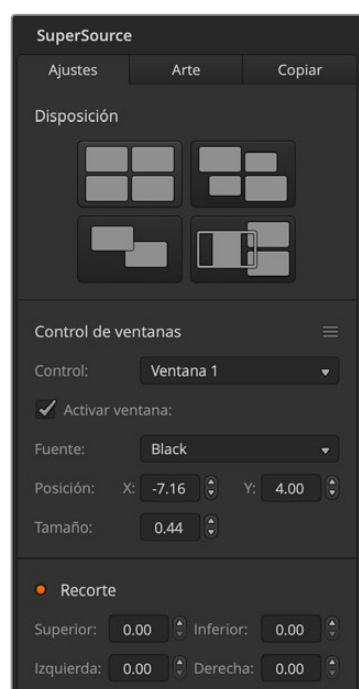 SuperSource
Ajustes Arte Copiar
Disposición
Control de ventanas
Control: Ventana 1
Activar ventana:
Fuente: Black
Posición: X: -7.16 Y: 4.00
Tamaño: 0.44
Recorte
Superior: 0.00 Inferior: 0.00
Izquierda: 0.00 Derecha: 0.00